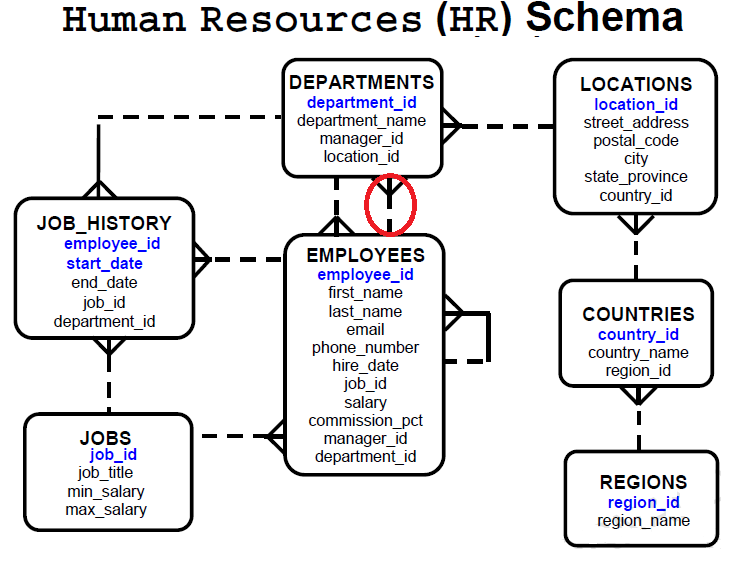 Human Resources (HR) Schema
DEPARTMENTS
department_id
department_name
manager_id
location_id
LOCATIONS
location_id
street_address
postal_code
city
state_province
country_id
JOB_HISTORY
employee_id
start_date
end_date
job_id
department_id
EMPLOYEES
employee_id
first_name
last_name
email
phone_number
hire_date
job_id
salary
commission_pct
manager_id
department_id
COUNTRIES
country_id
country_name
region_id
JOBS
job_id
job_title
min_salary
max_salary
REGIONS
region_id
region_name